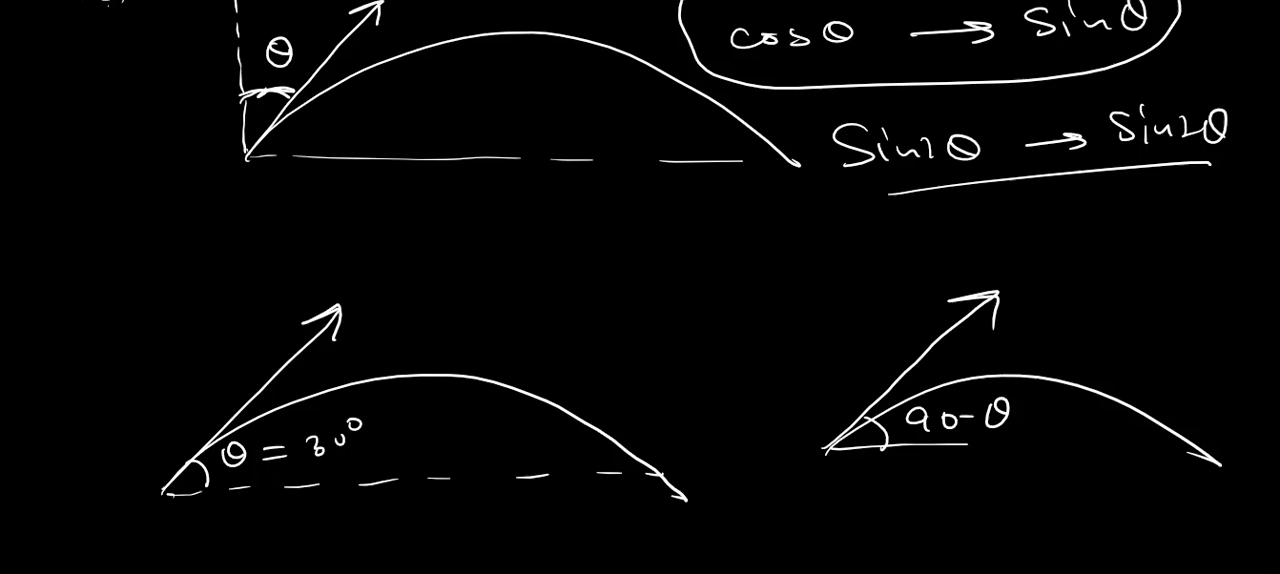 θ
cosθ → sinθ
Sin2θ → Sin2θ
θ = 30°
90-θ